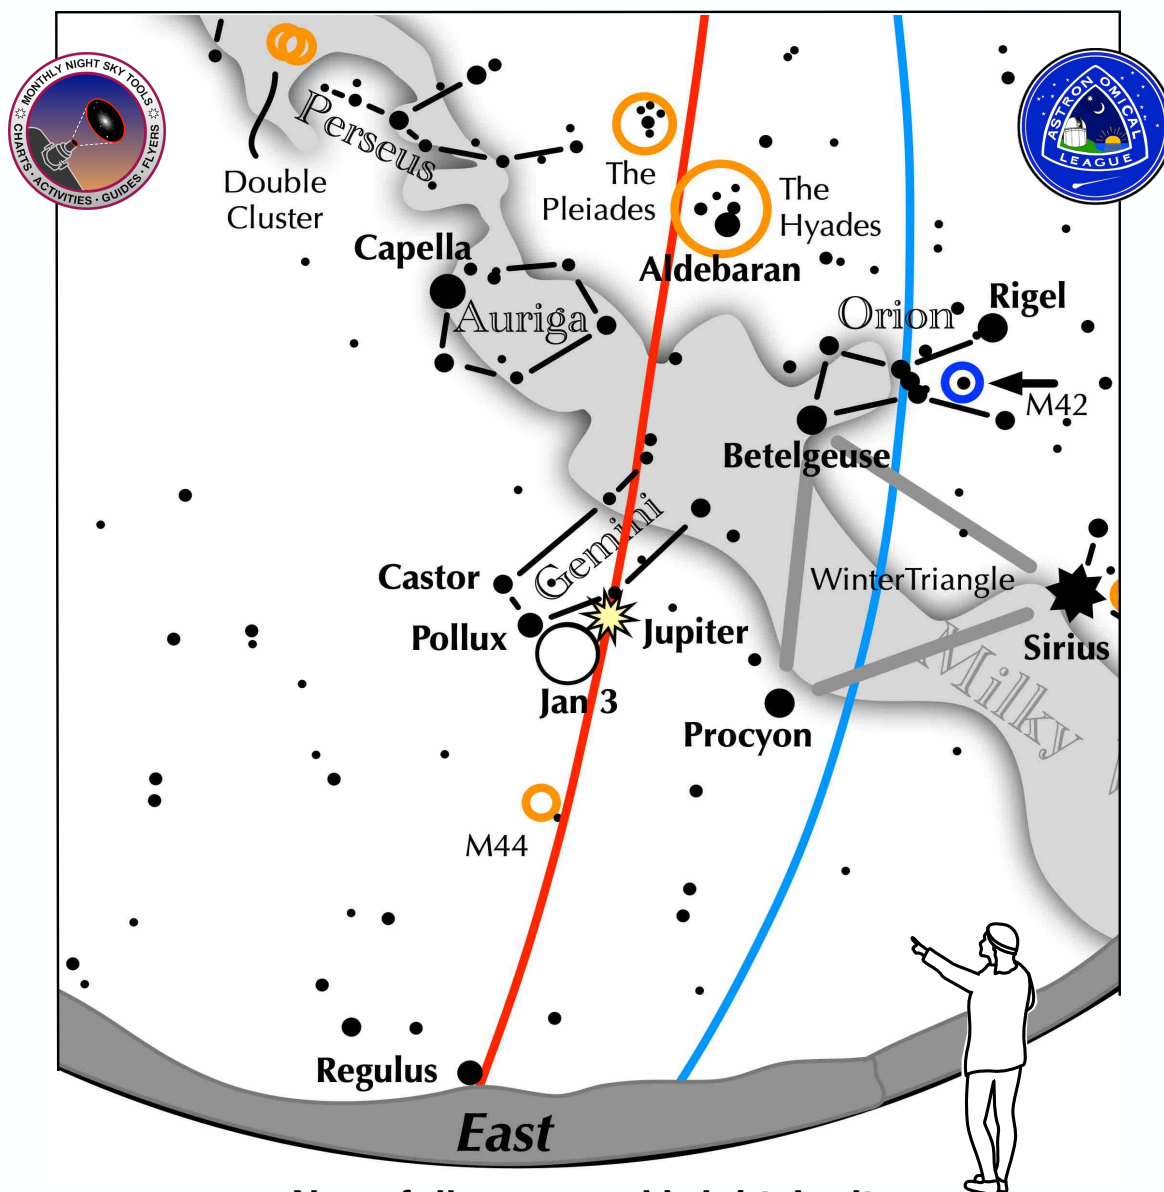 MONTHLY NIGHT SKY TOOLS
CHARTS • ACTIVITIES • GUIDES • FLYERS
ASTRONOMICAL
LEAGUE
Perseus
Double
Cluster
The
Pleiades
The
Hyades
Capella
Aldebaran
Auriga
Orion
Rigel
M42
Betelgeuse
Gemini
Castor
WinterTriangle
Pollux
Jupiter
Sirius
Milky
Jan 3
Procyon
M44
Regulus
East